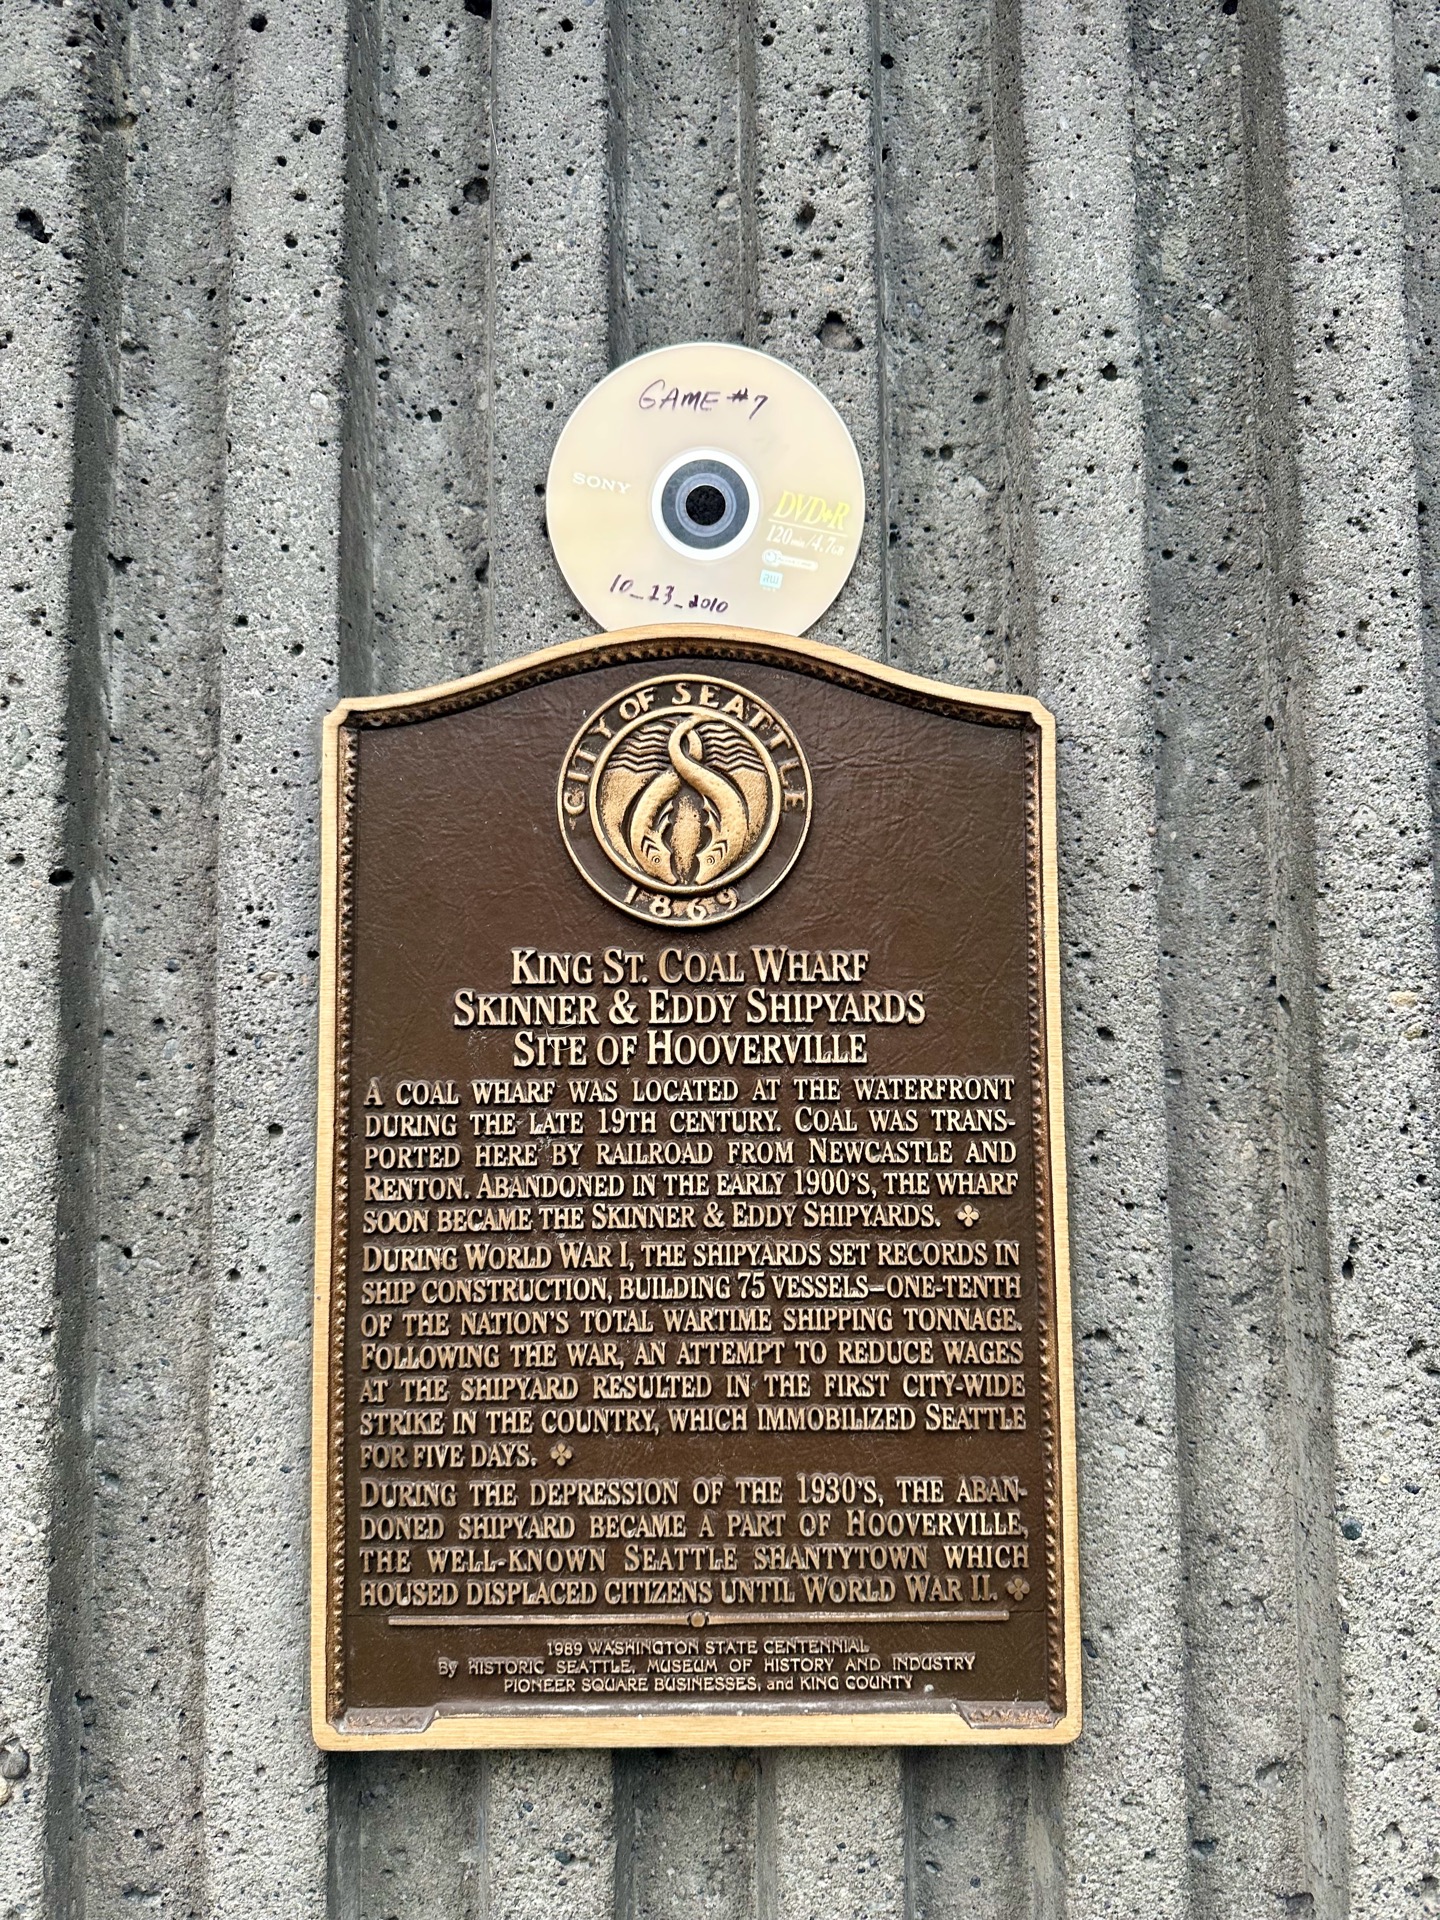 GAME #7
SONY
DVD+R
120min/4.7GB
RW
10_13_2010
CITY OF SEATTLE
1869
KING ST. COAL WHARF
SKINNER & EDDY SHIPYARDS
SITE OF HOOVERVILLE
A COAL WHARF WAS LOCATED AT THE WATERFRONT
DURING THE LATE 19TH CENTURY. COAL WAS TRANS-
PORTED HERE BY RAILROAD FROM NEWCASTLE AND
RENTON. ABANDONED IN THE EARLY 1900'S, THE WHARF
SOON BECAME THE SKINNER & EDDY SHIPYARDS.
DURING WORLD WAR I, THE SHIPYARDS SET RECORDS IN
SHIP CONSTRUCTION, BUILDING 75 VESSELS—ONE-TENTH
OF THE NATION'S TOTAL WARTIME SHIPPING TONNAGE.
FOLLOWING THE WAR, AN ATTEMPT TO REDUCE WAGES
AT THE SHIPYARD RESULTED IN THE FIRST CITY-WIDE
STRIKE IN THE COUNTRY, WHICH IMMOBILIZED SEATTLE
FOR FIVE DAYS.
DURING THE DEPRESSION OF THE 1930'S, THE ABAN-
DONED SHIPYARD BECAME A PART OF HOOVERVILLE,
THE WELL-KNOWN SEATTLE SHANTYTOWN WHICH
HOUSED DISPLACED CITIZENS UNTIL WORLD WAR II.
1989 WASHINGTON STATE CENTENNIAL
By HISTORIC SEATTLE, MUSEUM OF HISTORY AND INDUSTRY
PIONEER SQUARE BUSINESSES, and KING COUNTY